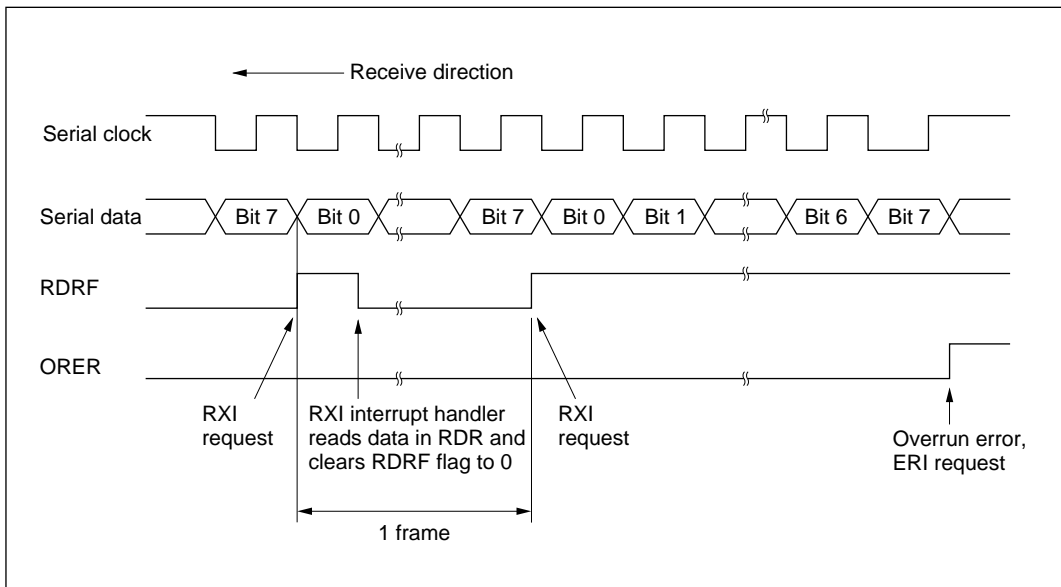 Receive direction
Serial clock
Serial data
Bit 7 Bit 0 Bit 7 Bit 0 Bit 1 Bit 6 Bit 7
RDRF
ORER
RXI
request
RXI interrupt handler
reads data in RDR and
clears RDRF flag to 0
RXI
request
Overrun error,
ERI request
1 frame